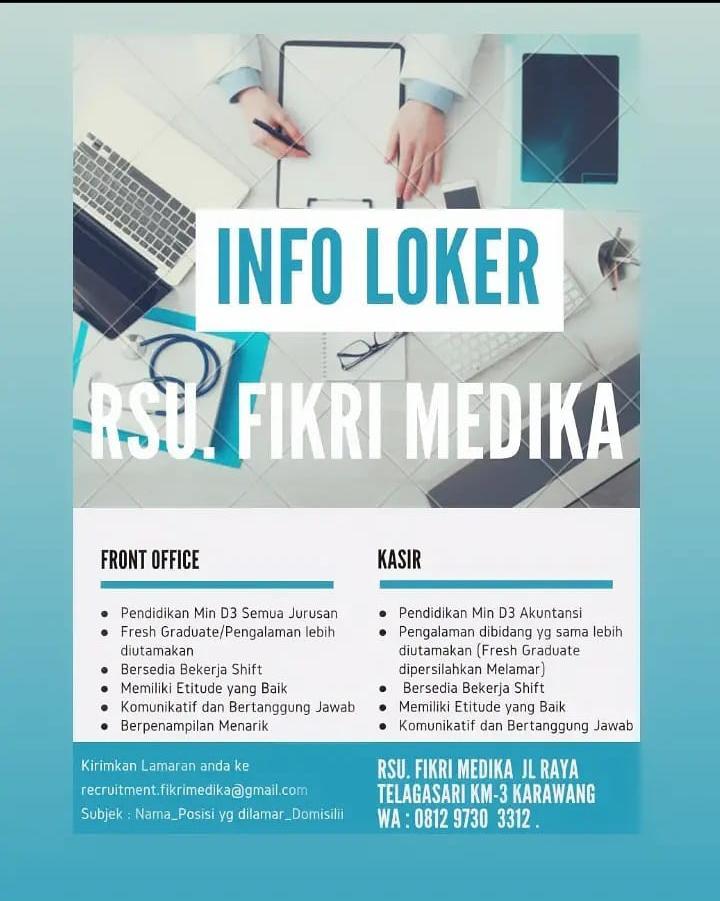 INFO LOKER
RSU. FIKRI MEDIKA
FRONT OFFICE
Pendidikan Min D3 Semua Jurusan
Fresh Graduate/Pengalaman lebih
diutamakan
Bersedia Bekerja Shift
Memiliki Etitude yang Baik
Komunikatif dan Bertanggung Jawab
Berpenampilan Menarik
KASIR
Pendidikan Min D3 Akuntansi
Pengalaman dibidang yg sama lebih
diutamakan (Fresh Graduate
dipersilahkan Melamar)
Bersedia Bekerja Shift
Memiliki Etitude yang Baik
Komunikatif dan Bertanggung Jawab
Kirimkan Lamaran anda ke
recruitment.fikrimedika@gmail.com
Subjek : Nama_Posisi yg dilamar_Domisilii
RSU. FIKRI MEDIKA JL RAYA
TELAGASARI KM-3 KARAWANG
WA : 0812 9730 3312 .